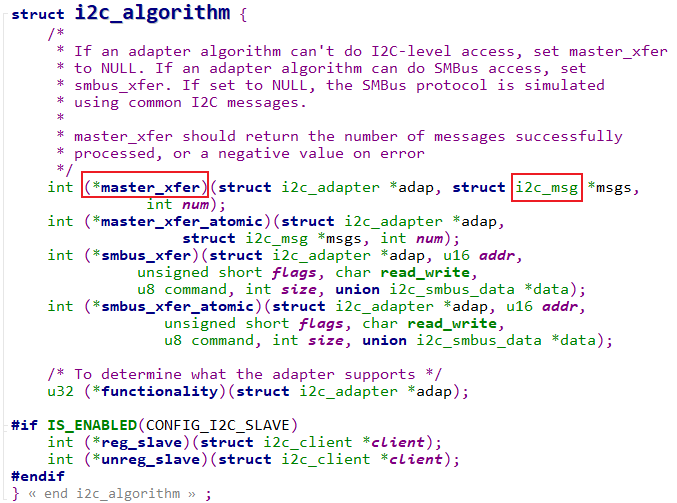 struct i2c_algorithm {
/*
* If an adapter algorithm can't do I2C-level access, set master_xfer
* to NULL. If an adapter algorithm can do SMBus access, set
* smbus_xfer. If set to NULL, the SMBus protocol is simulated
* using common I2C messages.
*
* master_xfer should return the number of messages successfully
* processed, or a negative value on error
*/
int (*master_xfer)(struct i2c_adapter *adap, struct i2c_msg *msgs,
int num);
int (*master_xfer_atomic)(struct i2c_adapter *adap,
struct i2c_msg *msgs, int num);
int (*smbus_xfer)(struct i2c_adapter *adap, u16 addr,
unsigned short flags, char read_write,
u8 command, int size, union i2c_smbus_data *data);
int (*smbus_xfer_atomic)(struct i2c_adapter *adap, u16 addr,
unsigned short flags, char read_write,
u8 command, int size, union i2c_smbus_data *data);
/* To determine what the adapter supports */
u32 (*functionality)(struct i2c_adapter *adap);
#if IS_ENABLED(CONFIG_I2C_SLAVE)
int (*reg_slave)(struct i2c_client *client);
int (*unreg_slave)(struct i2c_client *client);
#endif
} « end i2c_algorithm » ;